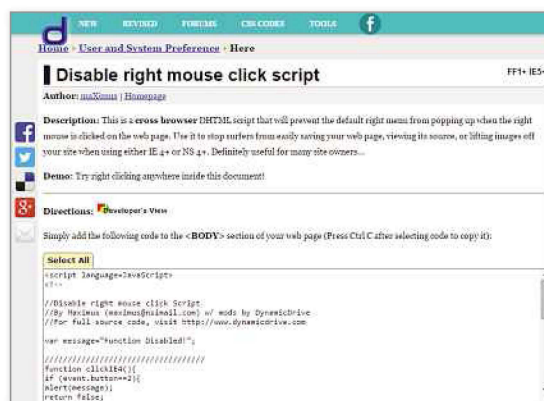 d NEW REVISED FORUMS CSS CODES TOOLS f
Home > User and System Preference > Here
Disable right mouse click script
FF1+ IE5+
Author: maXimus | Homepage
Description: This is a cross browser DHTML script that will prevent the default right menu from popping up when the right
mouse is clicked on the web page. Use it to stop surfers from easily saving your web page, viewing its source, or lifting images off
your site when using either IE 4+ or NS 4+. Definitely useful for many site owners...
Demo: Try right clicking anywhere inside this document!
Directions: Developer's View
Simply add the following code to the <BODY> section of your web page (Press Ctrl C after selecting code to copy it):
Select All
<script language=JavaScript>
<!--
//Disable right mouse click Script
//By Maximus (maximus@nsimail.com) w/ mods by DynamicDrive
//For full source code, visit http://www.dynamicdrive.com
var message="Function Disabled!";
///////////////////////////////////
function clickIE4(){
if (event.button==2){
alert(message);
return false;